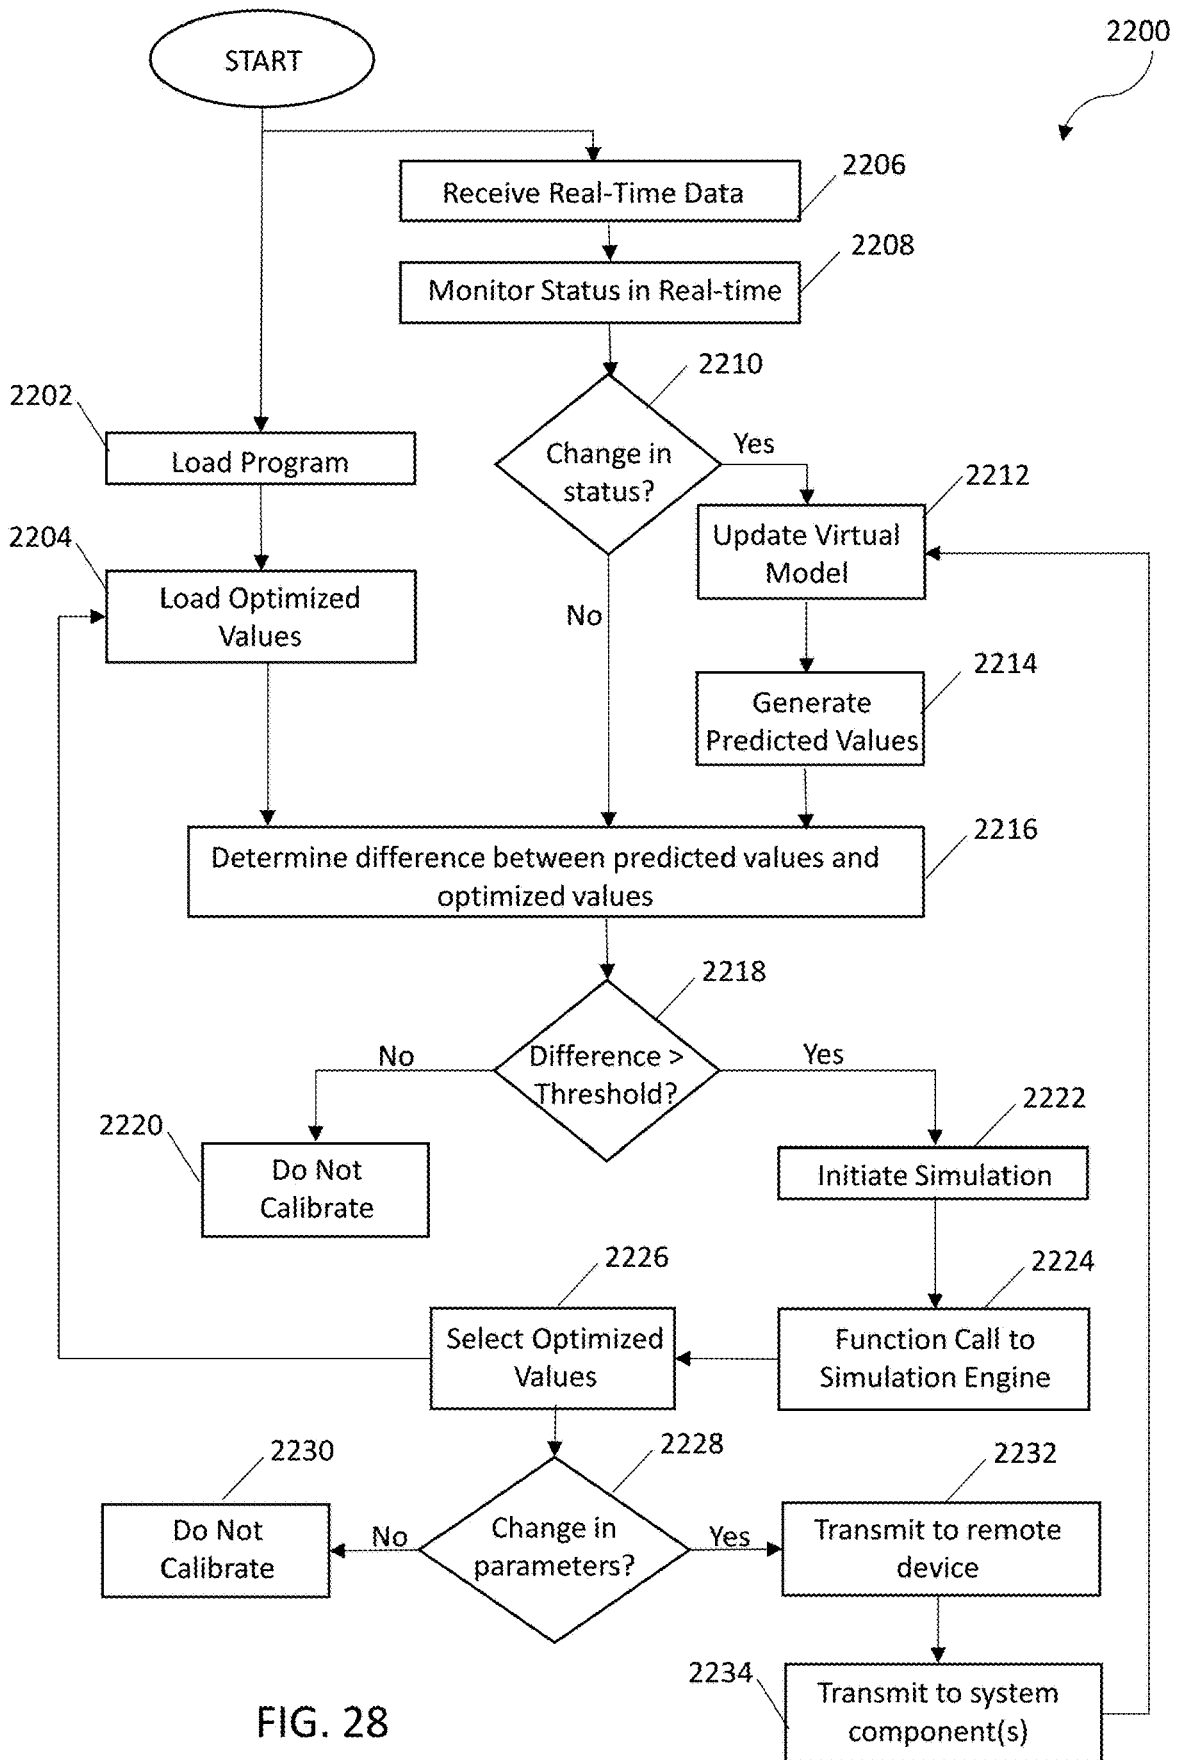 2200
START
2206
Receive Real-Time Data
2208
Monitor Status in Real-time
2210
2202
Change in
status?
Yes
Load Program
2212
2204
Update Virtual
Model
Load Optimized
Values
No
2214
Generate
Predicted Values
2216
Determine difference between predicted values and
optimized values
2218
No
Difference >
Threshold?
Yes
2222
2220
Do Not
Calibrate
Initiate Simulation
2226
2224
Select Optimized
Values
Function Call to
Simulation Engine
2230
2228
2232
Do Not
Calibrate
No
Change in
parameters?
Yes
Transmit to remote
device
2234
Transmit to system
component(s)
FIG. 28